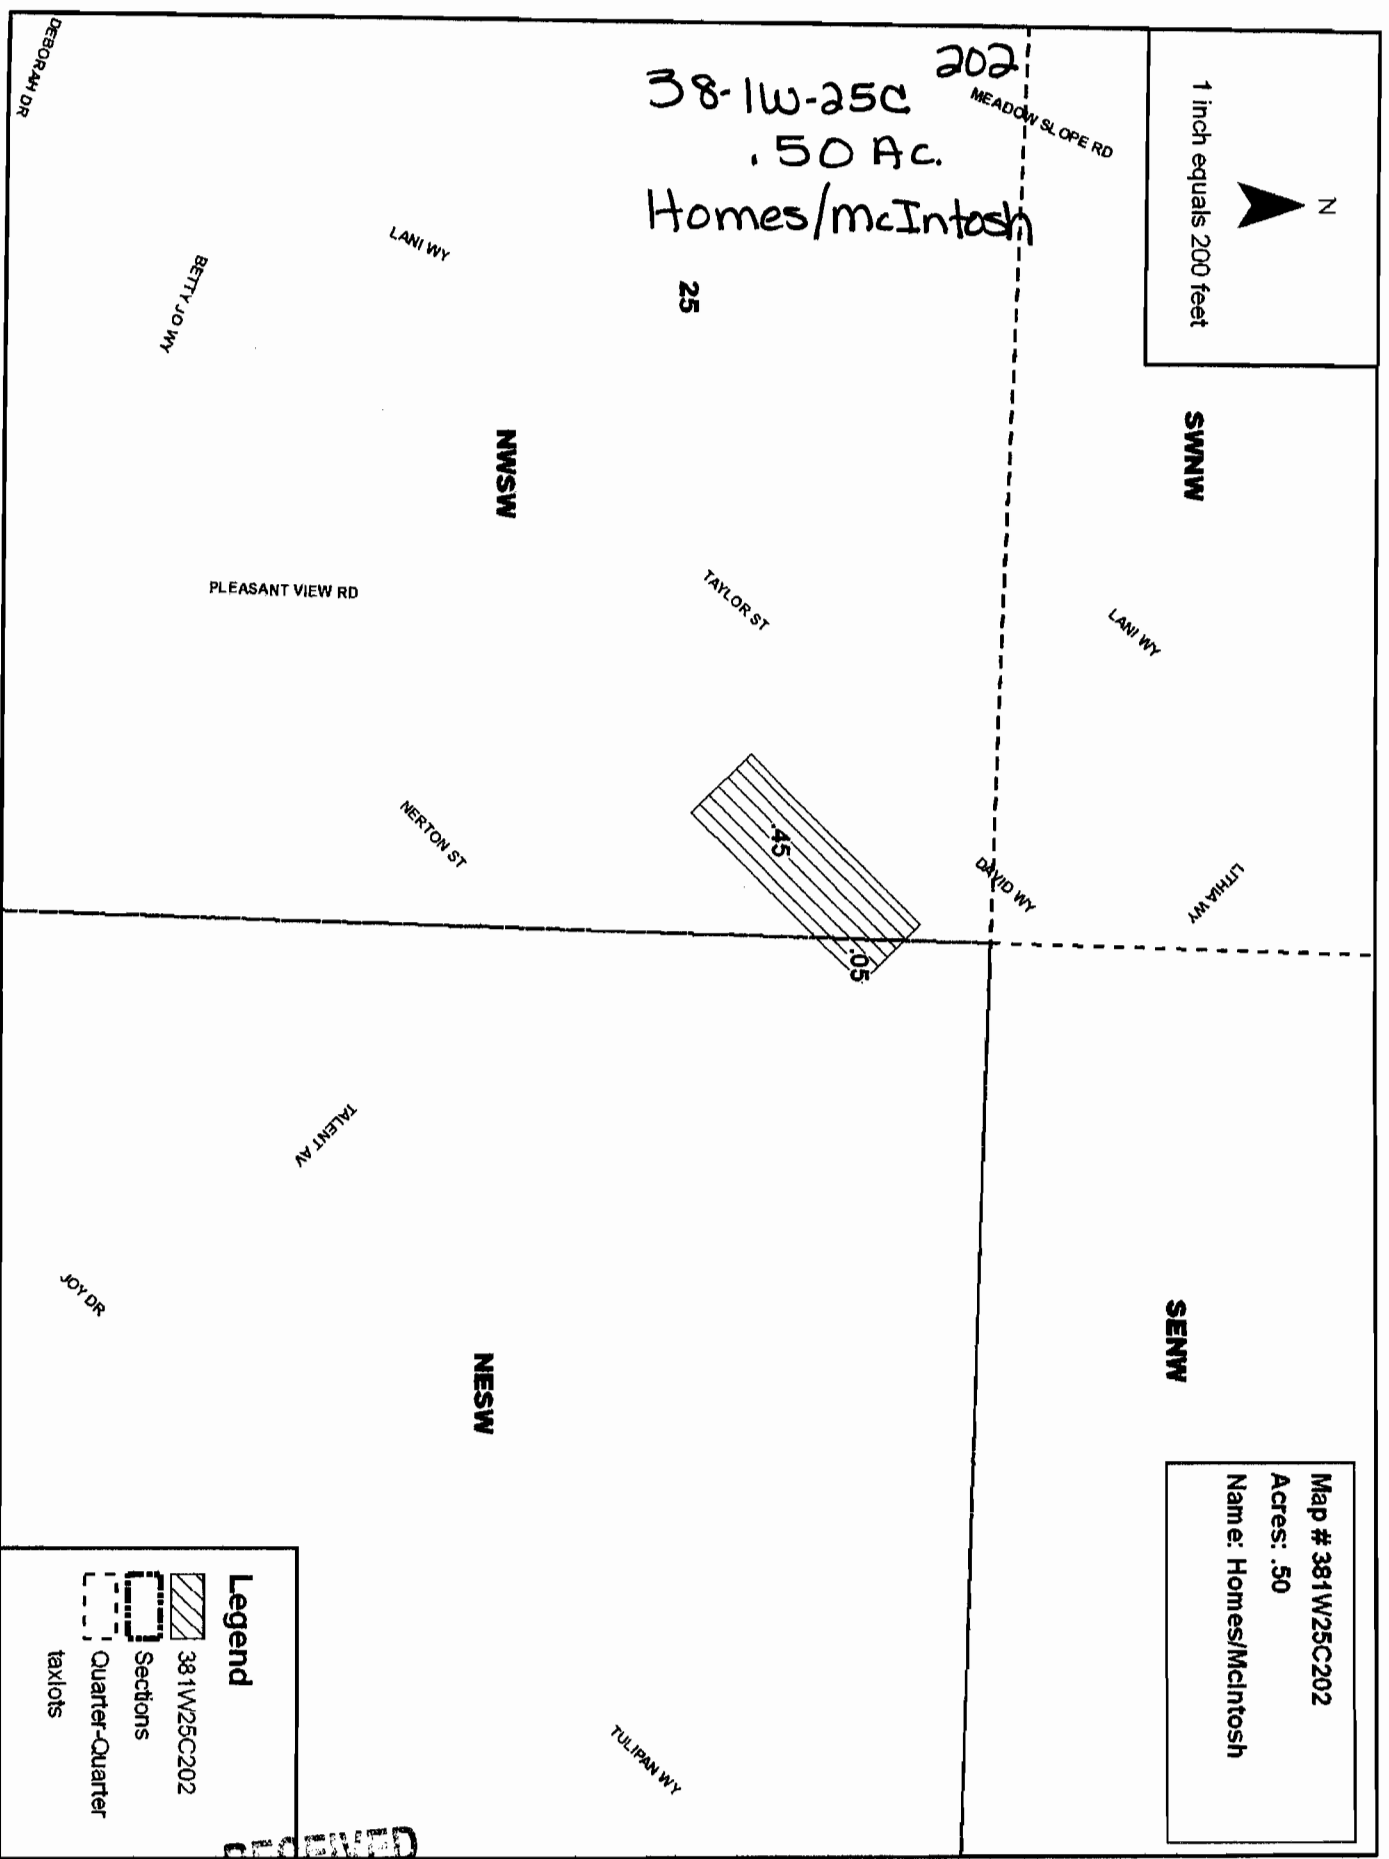 202
38-1W-25C
.50 Ac.
Homes/McIntosh
N
1 inch equals 200 feet
Map # 381W25C202
Acres: .50
Name: Homes/McIntosh
SWNW
SENW
MEADOW SLOPE RD
LANI WY
LITHIA WY
DAVID WY
25
TAYLOR ST
.45
.05
NWSW
NESW
LANI WY
BETTY JO WY
DEBORAH DR
PLEASANT VIEW RD
NERTON ST
TALENT AV
JOY DR
TULIPAN WY
Legend
381W25C202
Sections
Quarter-Quarter
taxlots
RECEIVED